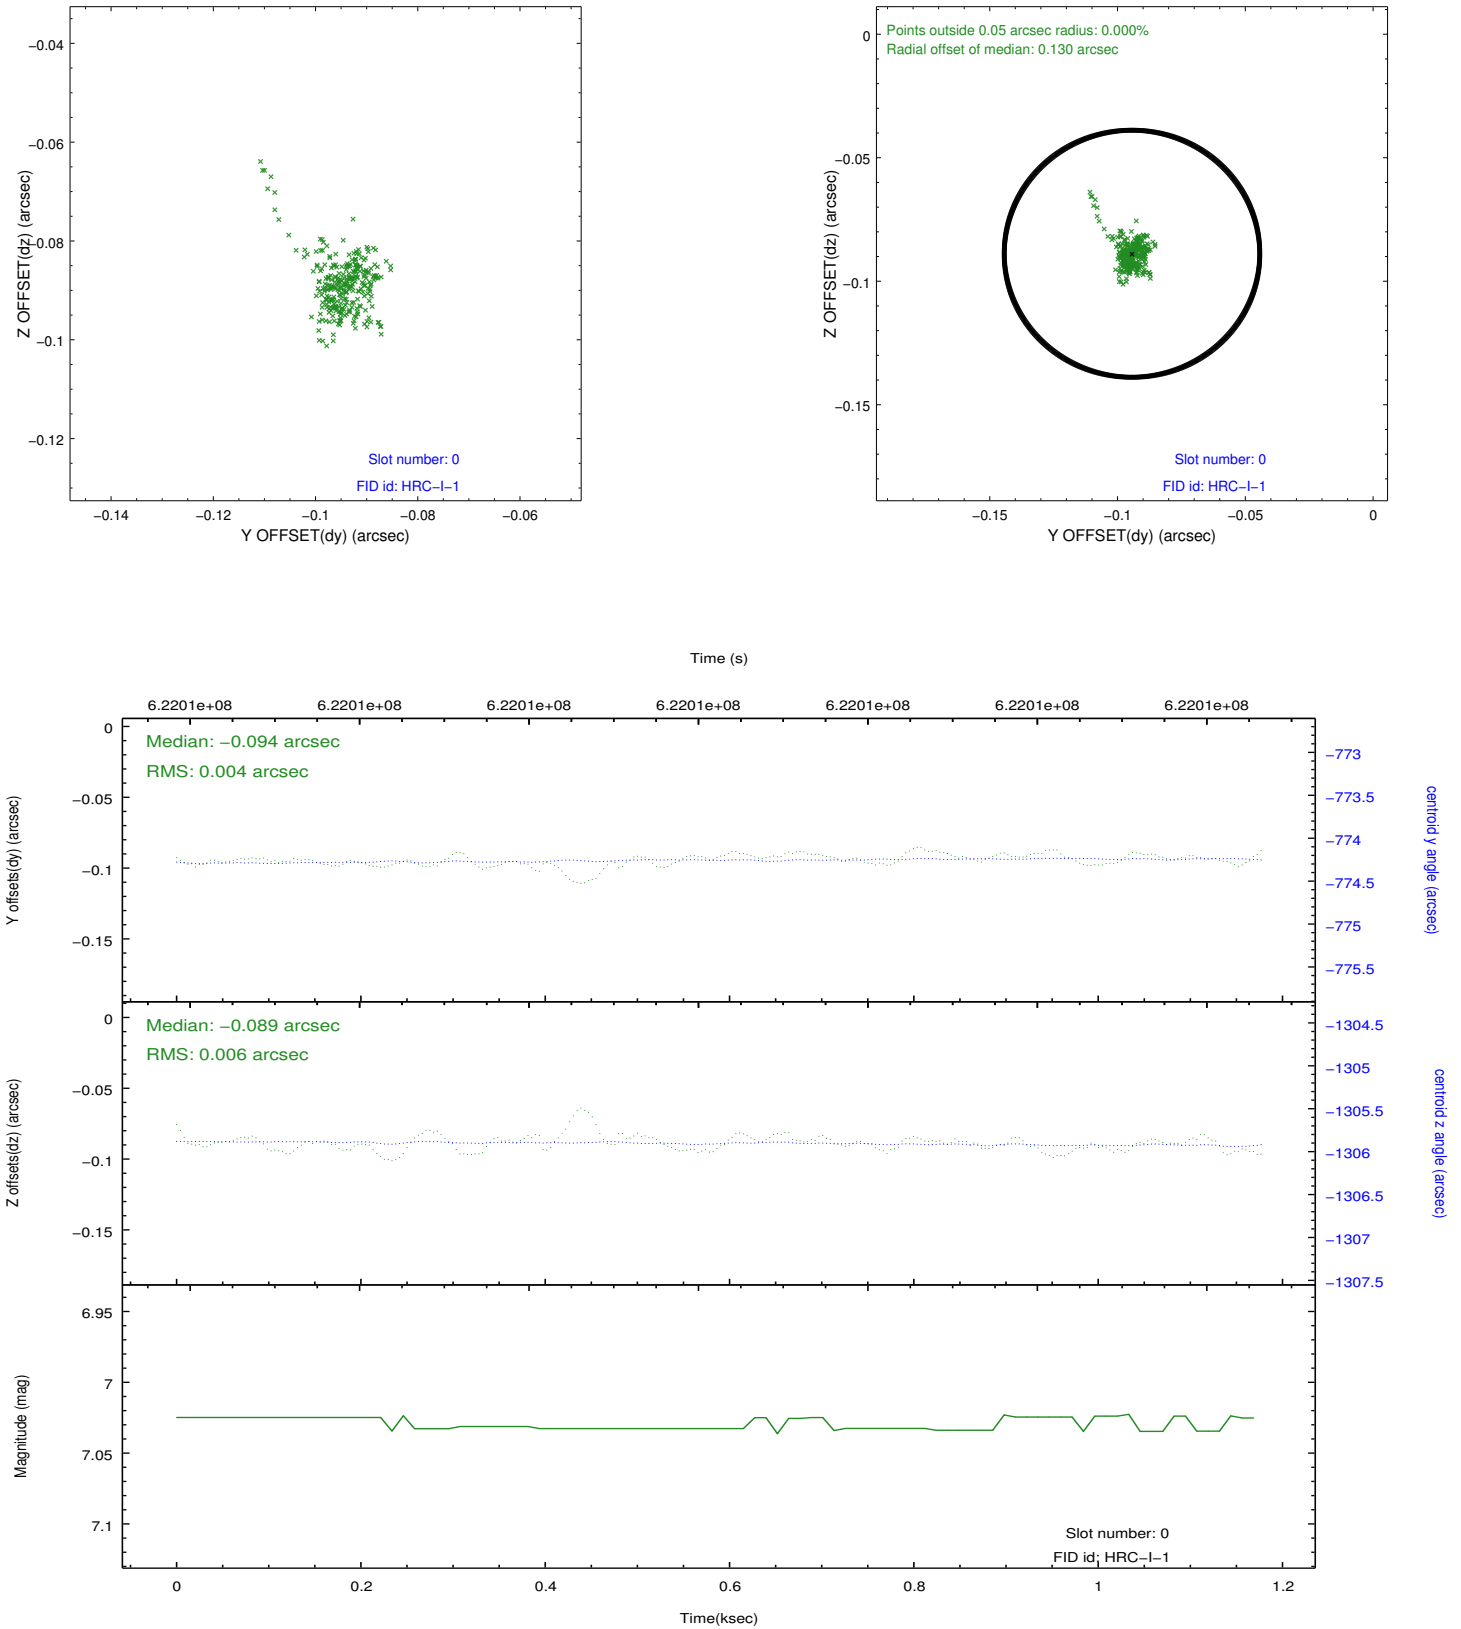 −0.04
−0.06
−0.08
−0.1
−0.12
Z OFFSET(dz) (arcsec)
Slot number: 0
FID id: HRC−I−1
−0.14 −0.12 −0.1 −0.08 −0.06
Y OFFSET(dy) (arcsec)
Points outside 0.05 arcsec radius: 0.000%
Radial offset of median: 0.130 arcsec
0
−0.05
−0.1
−0.15
Z OFFSET(dz) (arcsec)
Slot number: 0
FID id: HRC−I−1
−0.15 −0.1 −0.05 0
Y OFFSET(dy) (arcsec)
Time (s)
6.2201e+08 6.2201e+08 6.2201e+08 6.2201e+08 6.2201e+08 6.2201e+08 6.2201e+08
Median: −0.094 arcsec
RMS: 0.004 arcsec
0
−0.05
−0.1
−0.15
Y offsets(dy) (arcsec)
−773
−773.5
−774
−774.5
−775
−775.5
centroid y angle (arcsec)
Median: −0.089 arcsec
RMS: 0.006 arcsec
0
−0.05
−0.1
−0.15
Z offsets(dz) (arcsec)
−1304.5
−1305
−1305.5
−1306
−1306.5
−1307
−1307.5
centroid z angle (arcsec)
6.95
7
7.05
7.1
Magnitude (mag)
Slot number: 0
FID id: HRC−I−1
0 0.2 0.4 0.6 0.8 1 1.2
Time(ksec)